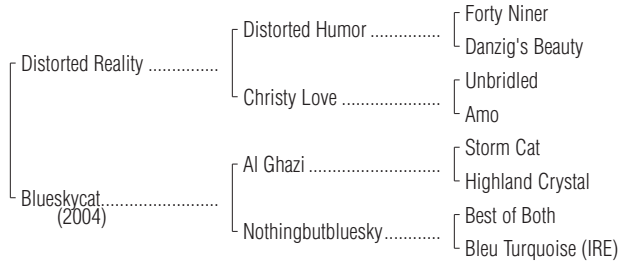 Forty Niner
Distorted Humor ...............
Danzig's Beauty
Distorted Reality ...............
Unbridled
Christy Love .....................
Amo
Storm Cat
Al Ghazi ............................
Highland Crystal
Blueskycat.........................
(2004)
Best of Both
Nothingbutbluesky............
Bleu Turquoise (IRE)